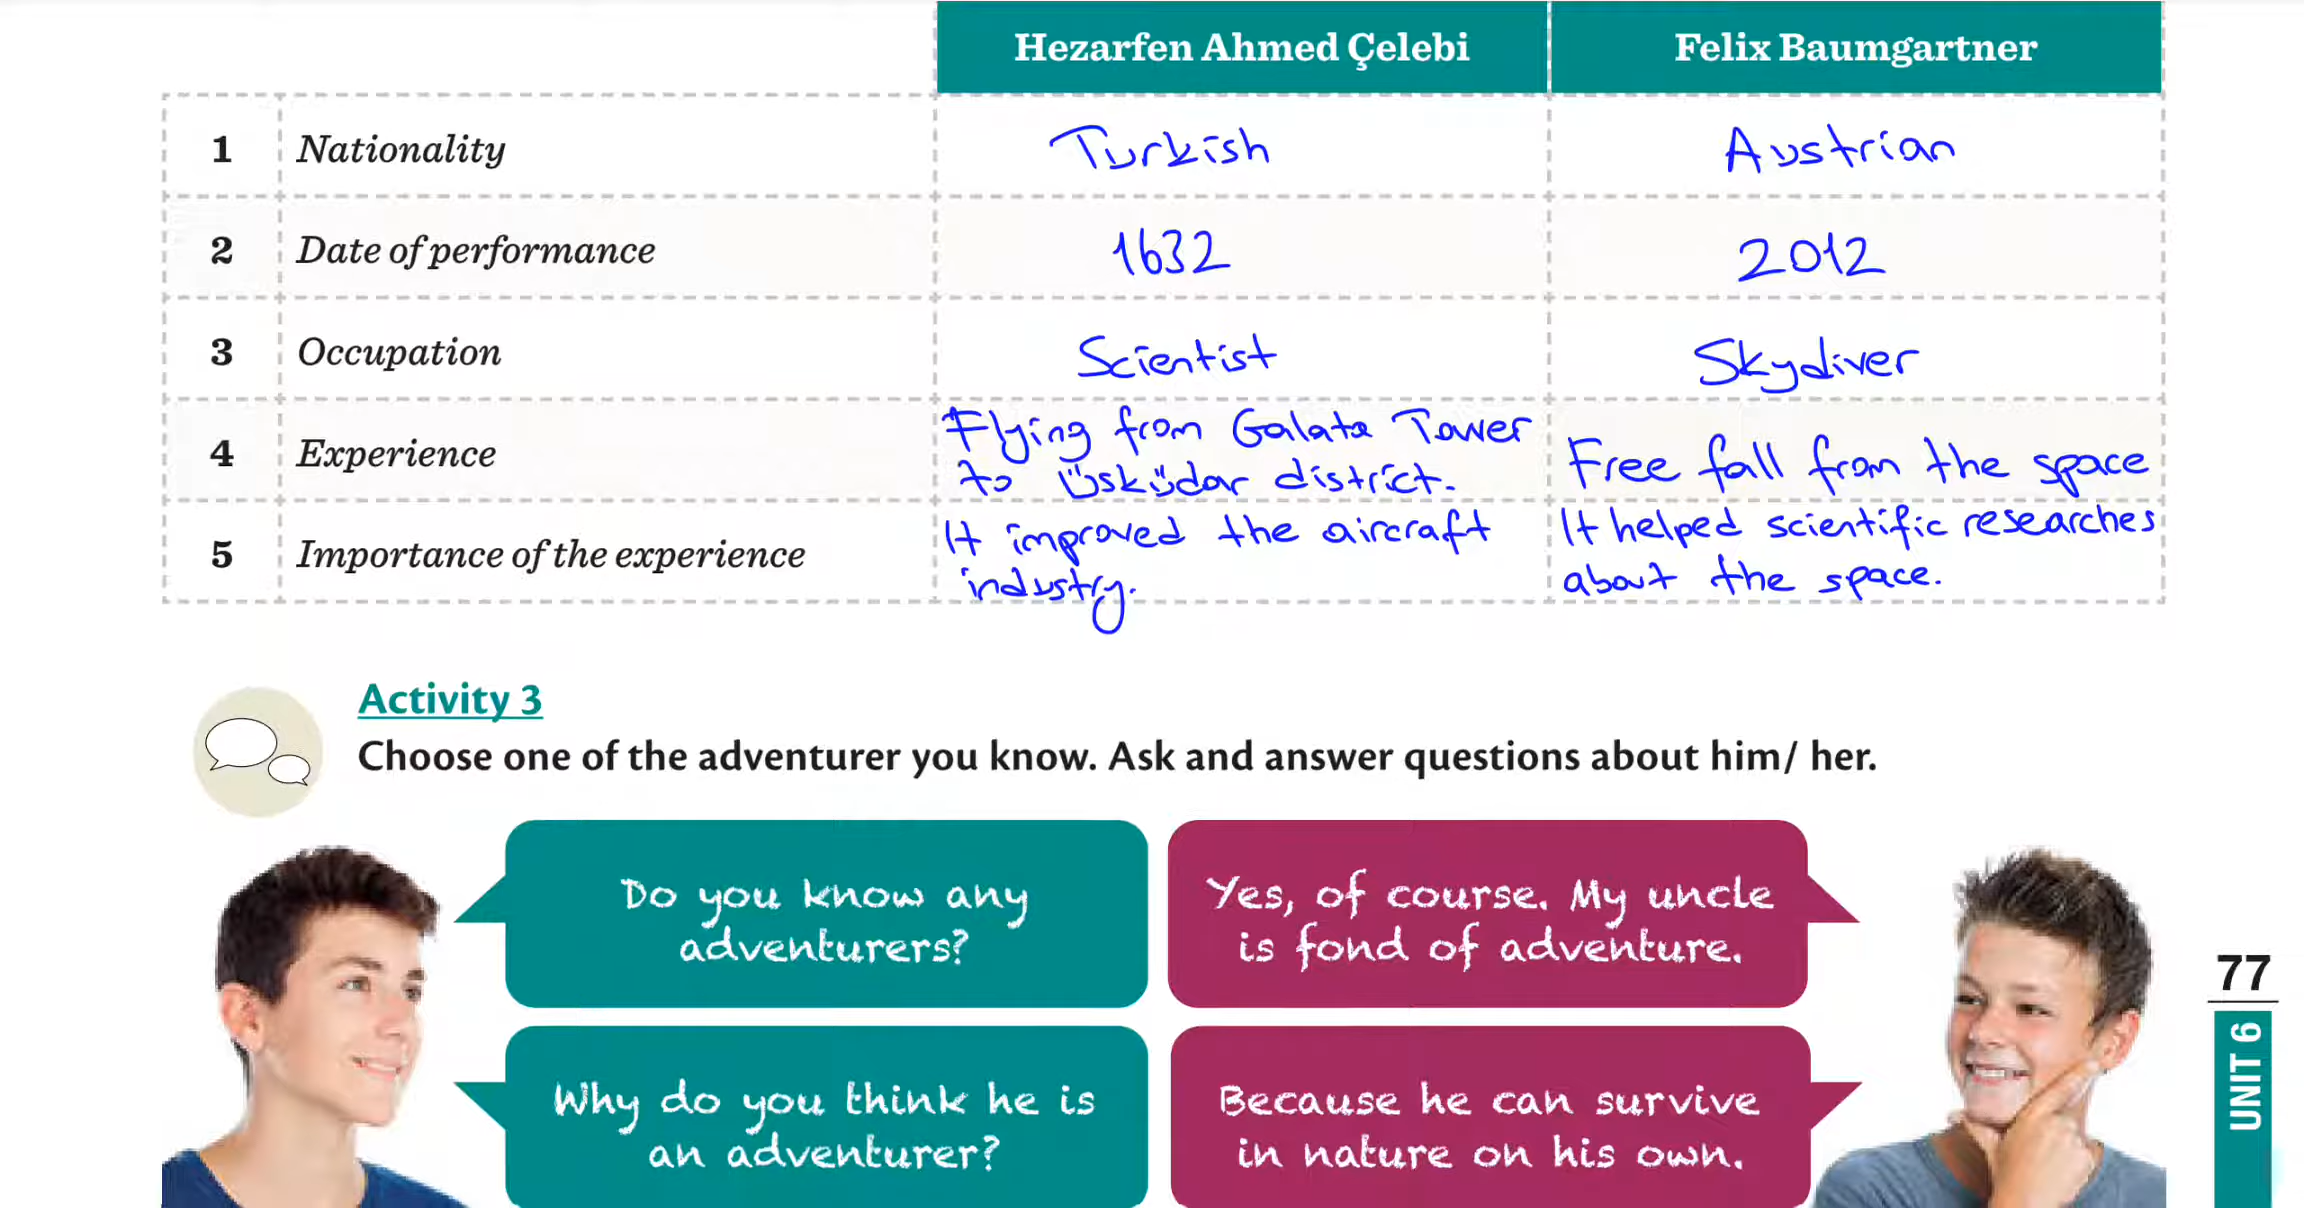 Hezarfen Ahmed Çelebi Felix Baumgartner
1 Nationality Turkish Austrian
2 Date of performance 1632 2012
3 Occupation Scientist Skydiver
4 Experience Flying from Galata Tower to Üsküdar district. Free fall from the space
5 Importance of the experience It improved the aircraft industry. It helped scientific researches about the space.
Activity 3
Choose one of the adventurer you know. Ask and answer questions about him/ her.
Do you know any
adventurers?
Yes, of course. My uncle
is fond of adventure.
Why do you think he is
an adventurer?
Because he can survive
in nature on his own.
77
UNIT 6